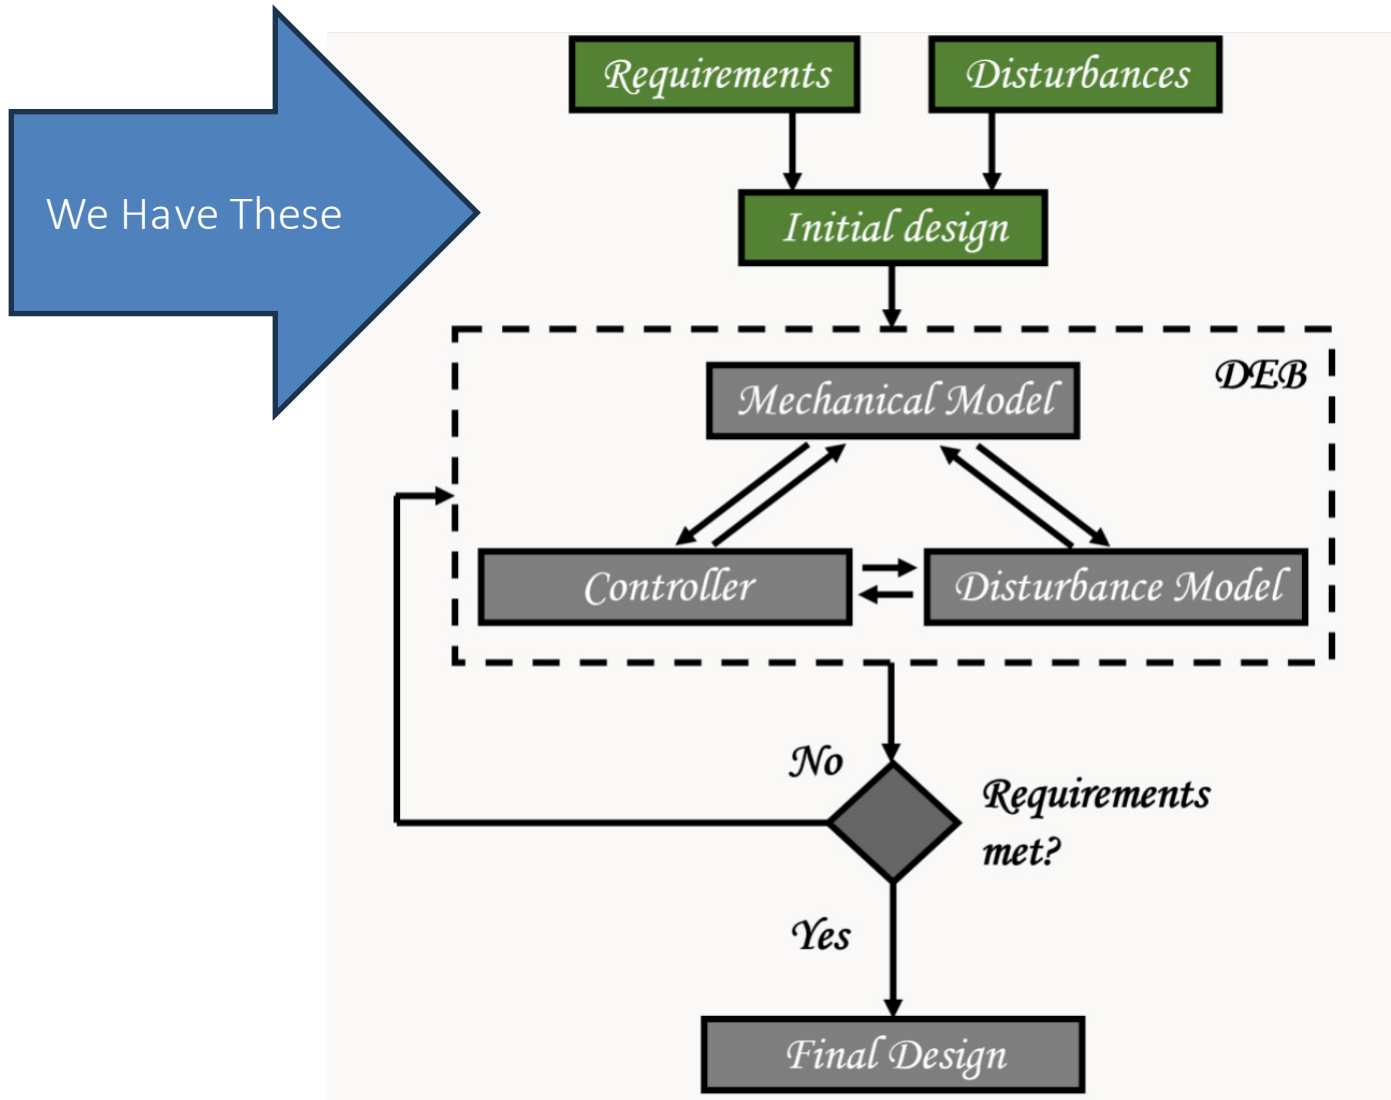 Requirements
Disturbances
We Have These
Initial design
DEB
Mechanical Model
Controller
Disturbance Model
No
Requirements
met?
Yes
Final Design